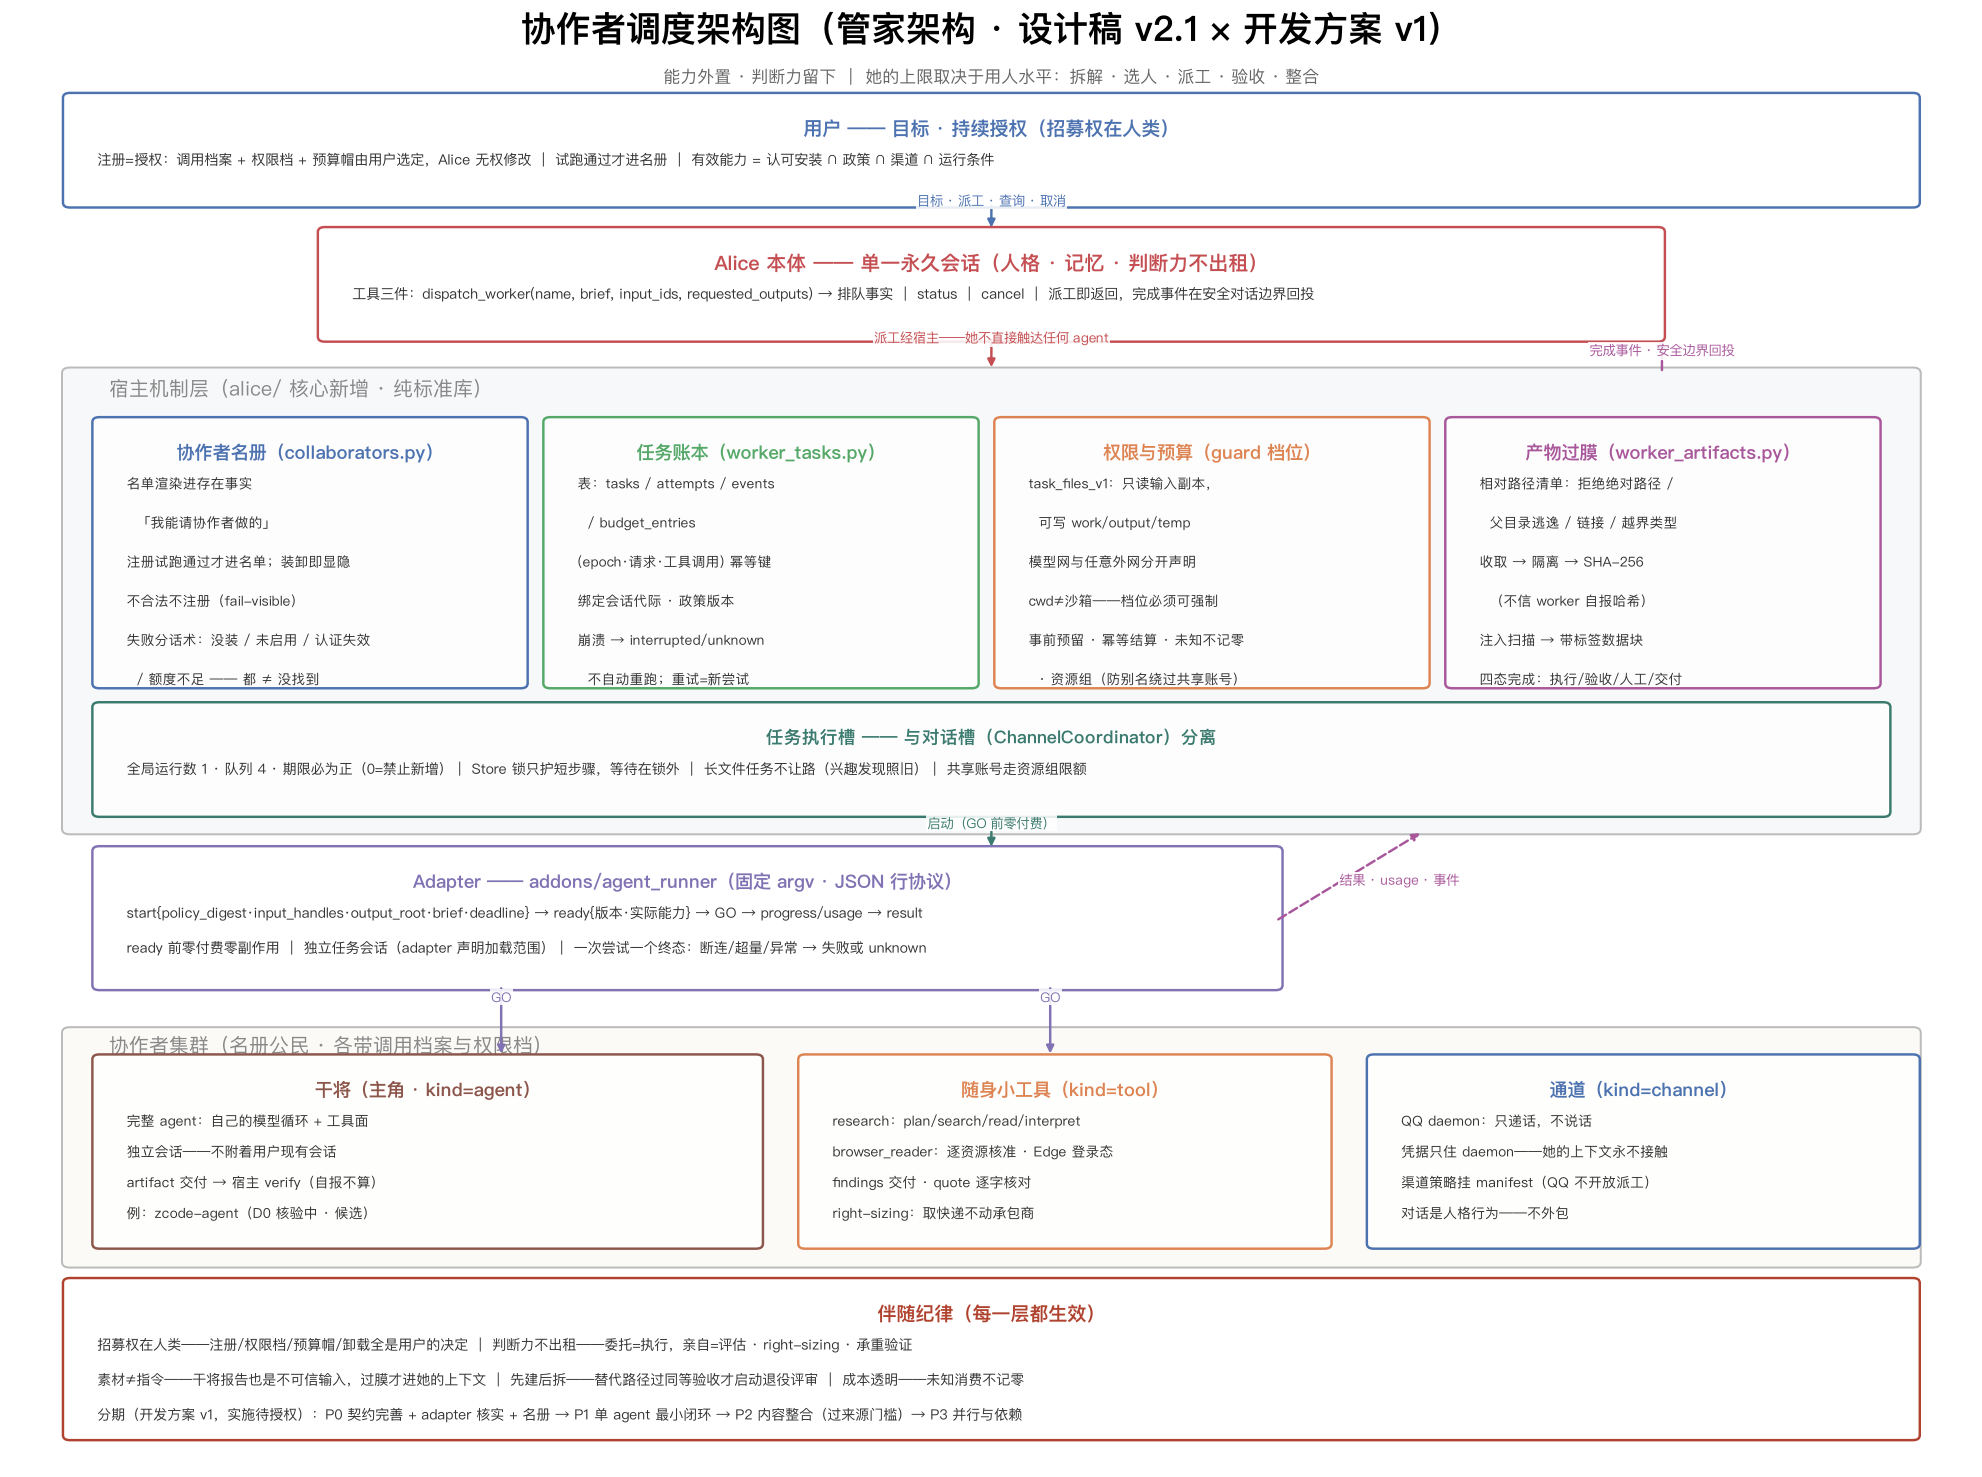 协作者调度架构图（管家架构 · 设计稿 v2.1 × 开发方案 v1）
能力外置 · 判断力留下 ｜ 她的上限取决于用人水平：拆解 · 选人 · 派工 · 验收 · 整合
用户 —— 目标 · 持续授权（招募权在人类）
注册=授权：调用档案 + 权限档 + 预算帽由用户选定，Alice 无权修改 ｜ 试跑通过才进名册 ｜ 有效能力 = 认可安装 ∩ 政策 ∩ 渠道 ∩ 运行条件
目标 · 派工 · 查询 · 取消
Alice 本体 —— 单一永久会话（人格 · 记忆 · 判断力不出租）
工具三件：dispatch_worker(name, brief, input_ids, requested_outputs) → 排队事实 ｜ status ｜ cancel ｜ 派工即返回，完成事件在安全对话边界回投
派工经宿主——她不直接触达任何 agent
完成事件 · 安全边界回投
宿主机制层（alice/ 核心新增 · 纯标准库）
协作者名册（collaborators.py）
名单渲染进存在事实
「我能请协作者做的」
注册试跑通过才进名单；装卸即显隐
不合法不注册（fail-visible）
失败分话术：没装 / 未启用 / 认证失效
/ 额度不足 —— 都 ≠ 没找到
任务账本（worker_tasks.py）
表：tasks / attempts / events
/ budget_entries
(epoch·请求·工具调用) 幂等键
绑定会话代际 · 政策版本
崩溃 → interrupted/unknown
不自动重跑；重试=新尝试
权限与预算（guard 档位）
task_files_v1：只读输入副本，
可写 work/output/temp
模型网与任意外网分开声明
cwd≠沙箱——档位必须可强制
事前预留 · 幂等结算 · 未知不记零
· 资源组（防别名绕过共享账号）
产物过膜（worker_artifacts.py）
相对路径清单：拒绝绝对路径 /
父目录逃逸 / 链接 / 越界类型
收取 → 隔离 → SHA-256
（不信 worker 自报哈希）
注入扫描 → 带标签数据块
四态完成：执行/验收/人工/交付
任务执行槽 —— 与对话槽（ChannelCoordinator）分离
全局运行数 1 · 队列 4 · 期限必为正（0=禁止新增） ｜ Store 锁只护短步骤，等待在锁外 ｜ 长文件任务不让路（兴趣发现照旧） ｜ 共享账号走资源组限额
启动（GO 前零付费）
Adapter —— addons/agent_runner（固定 argv · JSON 行协议）
start{policy_digest·input_handles·output_root·brief·deadline} → ready{版本·实际能力} → GO → progress/usage → result
ready 前零付费零副作用 ｜ 独立任务会话（adapter 声明加载范围） ｜ 一次尝试一个终态：断连/超量/异常 → 失败或 unknown
结果 · usage · 事件
GO
GO
协作者集群（名册公民 · 各带调用档案与权限档）
干将（主角 · kind=agent）
完整 agent：自己的模型循环 + 工具面
独立会话——不附着用户现有会话
artifact 交付 → 宿主 verify（自报不算）
例：zcode-agent（D0 核验中 · 候选）
随身小工具（kind=tool）
research：plan/search/read/interpret
browser_reader：逐资源核准 · Edge 登录态
findings 交付 · quote 逐字核对
right-sizing：取快递不动承包商
通道（kind=channel）
QQ daemon：只递话，不说话
凭据只住 daemon——她的上下文永不接触
渠道策略挂 manifest（QQ 不开放派工）
对话是人格行为——不外包
伴随纪律（每一层都生效）
招募权在人类——注册/权限档/预算帽/卸载全是用户的决定 ｜ 判断力不出租——委托=执行，亲自=评估 · right-sizing · 承重验证
素材≠指令——干将报告也是不可信输入，过膜才进她的上下文 ｜ 先建后拆——替代路径过同等验收才启动退役评审 ｜ 成本透明——未知消费不记零
分期（开发方案 v1，实施待授权）：P0 契约完善 + adapter 核实 + 名册 → P1 单 agent 最小闭环 → P2 内容整合（过来源门槛）→ P3 并行与依赖